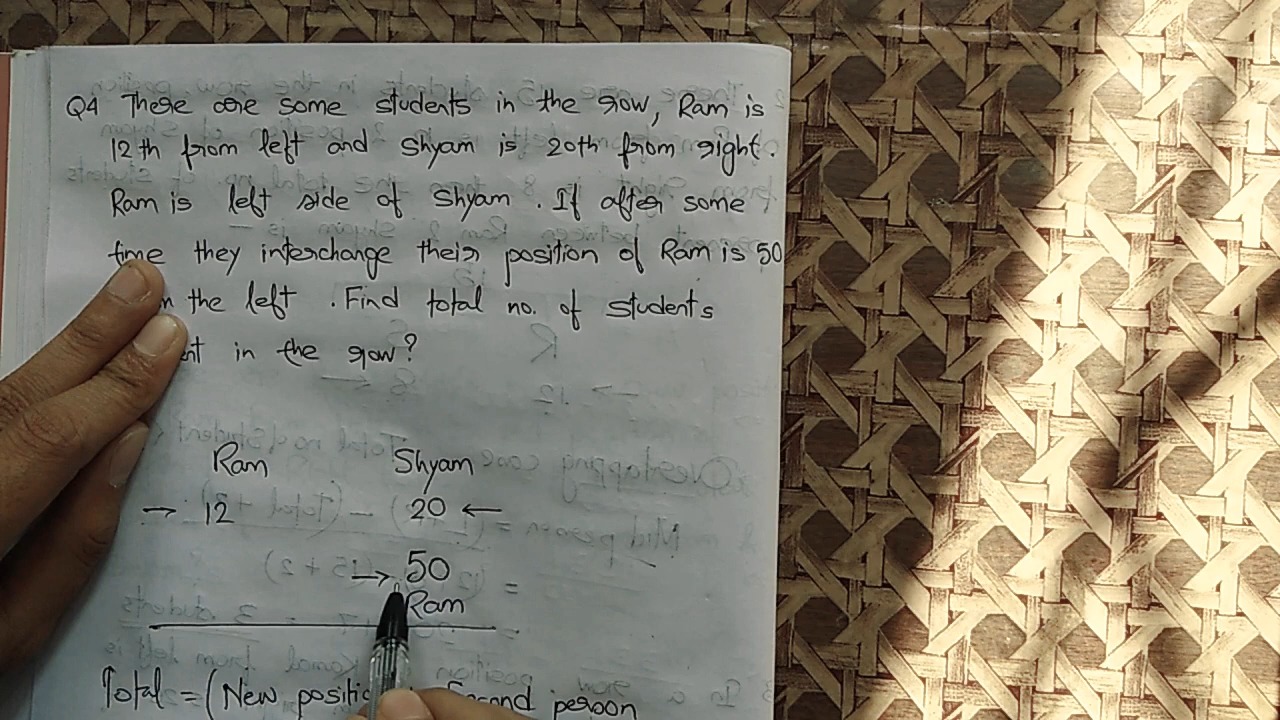 Q4 There are some students in the row, Ram is
12th from left and Shyam is 20th from right.
Ram is left side of Shyam. If after some
time they interchange their position of Ram is 50
the left. Find total no. of students
in the row?
Ram Shyam
→ 12 20 ←
→ 50
Ram
Total = (New person